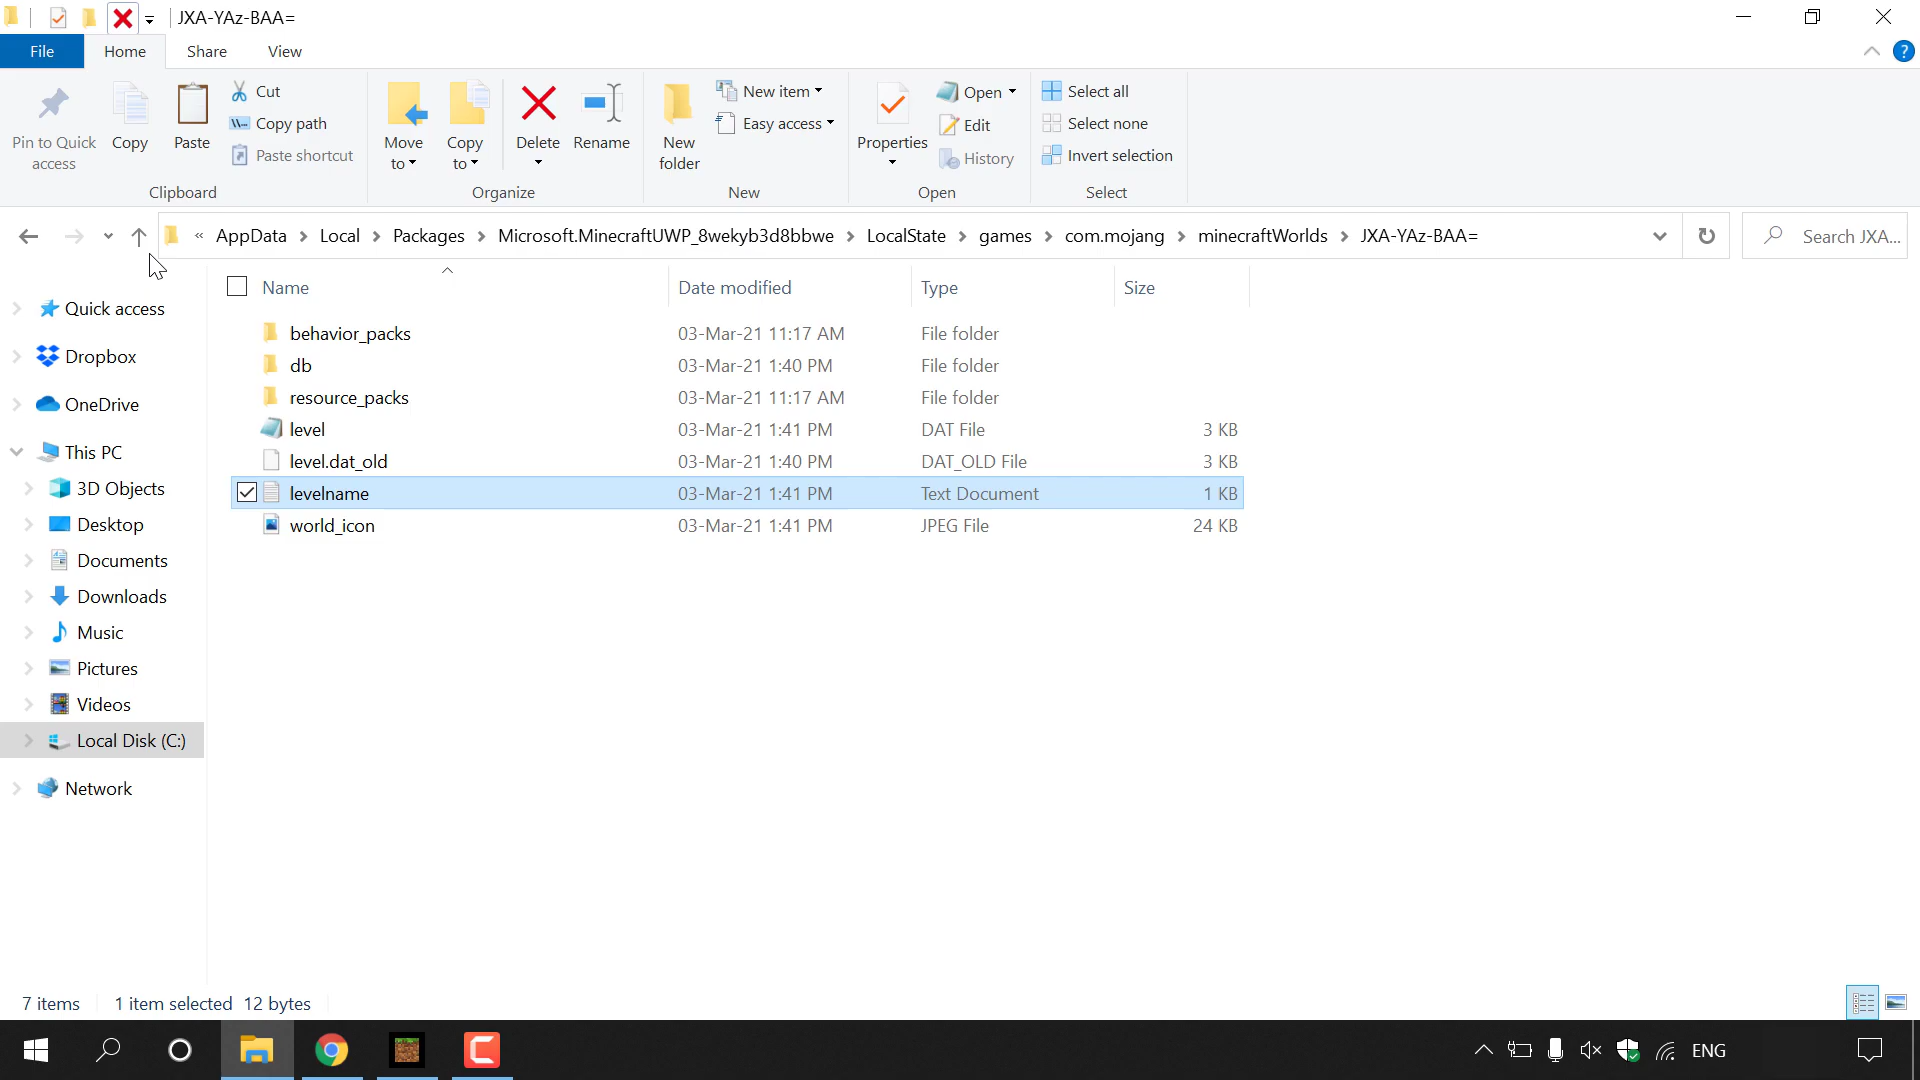 JXA-YAz-BAA=
File Home Share View
Pin to Quick access
Copy
Paste
Cut
Copy path
Paste shortcut
Clipboard
Move to
Copy to
Delete
Rename
Organize
New folder
New item
Easy access
New
Properties
Open
Edit
History
Open
Select all
Select none
Invert selection
Select
« AppData > Local > Packages > Microsoft.MinecraftUWP_8wekyb3d8bbwe > LocalState > games > com.mojang > minecraftWorlds > JXA-YAz-BAA=
Search JXA...
Quick access
Dropbox
OneDrive
This PC
3D Objects
Desktop
Documents
Downloads
Music
Pictures
Videos
Local Disk (C:)
Network
Name Date modified Type Size
behavior_packs 03-Mar-21 11:17 AM File folder
db 03-Mar-21 1:40 PM File folder
resource_packs 03-Mar-21 11:17 AM File folder
level 03-Mar-21 1:41 PM DAT File 3 KB
level.dat_old 03-Mar-21 1:40 PM DAT_OLD File 3 KB
levelname 03-Mar-21 1:41 PM Text Document 1 KB
world_icon 03-Mar-21 1:41 PM JPEG File 24 KB
7 items 1 item selected 12 bytes
ENG